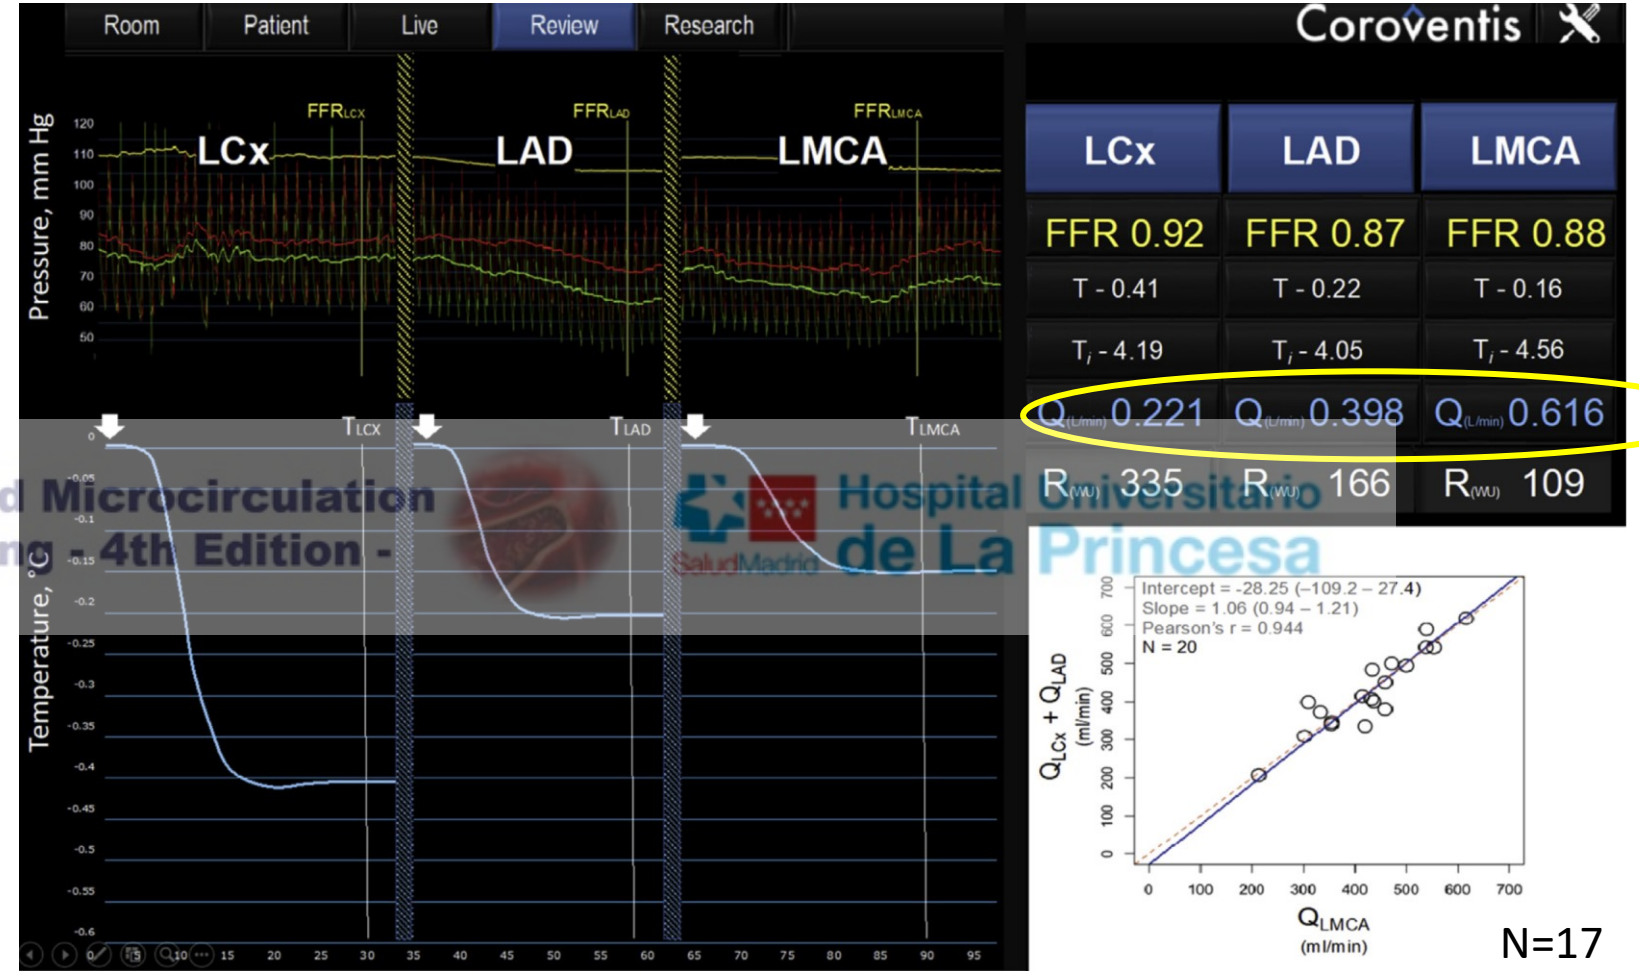 Room Patient Live Review Research
Coroventis
Pressure, mm Hg
120
110
100
90
80
70
60
50
FFRLCX
FFRLAD
FFRLMCA
LCx
LAD
LMCA
LCx LAD LMCA
FFR 0.92 FFR 0.87 FFR 0.88
T - 0.41 T - 0.22 T - 0.16
Ti - 4.19 Ti - 4.05 Ti - 4.56
Q(L/min) 0.221 Q(L/min) 0.398 Q(L/min) 0.616
R(WU) 335 R(WU) 166 R(WU) 109
TLCX
TLAD
TLMCA
Temperature, °C
0
-0.05
-0.1
-0.15
-0.2
-0.25
-0.3
-0.35
-0.4
-0.45
-0.5
-0.55
-0.6
0 5 10 15 20 25 30 35 40 45 50 55 60 65 70 75 80 85 90 95
d Microcirculation
ng - 4th Edition -
SaludMadrid
Hospital Universitario
de La Princesa
Intercept = -28.25 (–109.2 – 27.4)
Slope = 1.06 (0.94 – 1.21)
Pearson's r = 0.944
N = 20
QLCx + QLAD
(ml/min)
700
600
500
400
300
200
100
0
0 100 200 300 400 500 600 700
QLMCA
(ml/min)
N=17